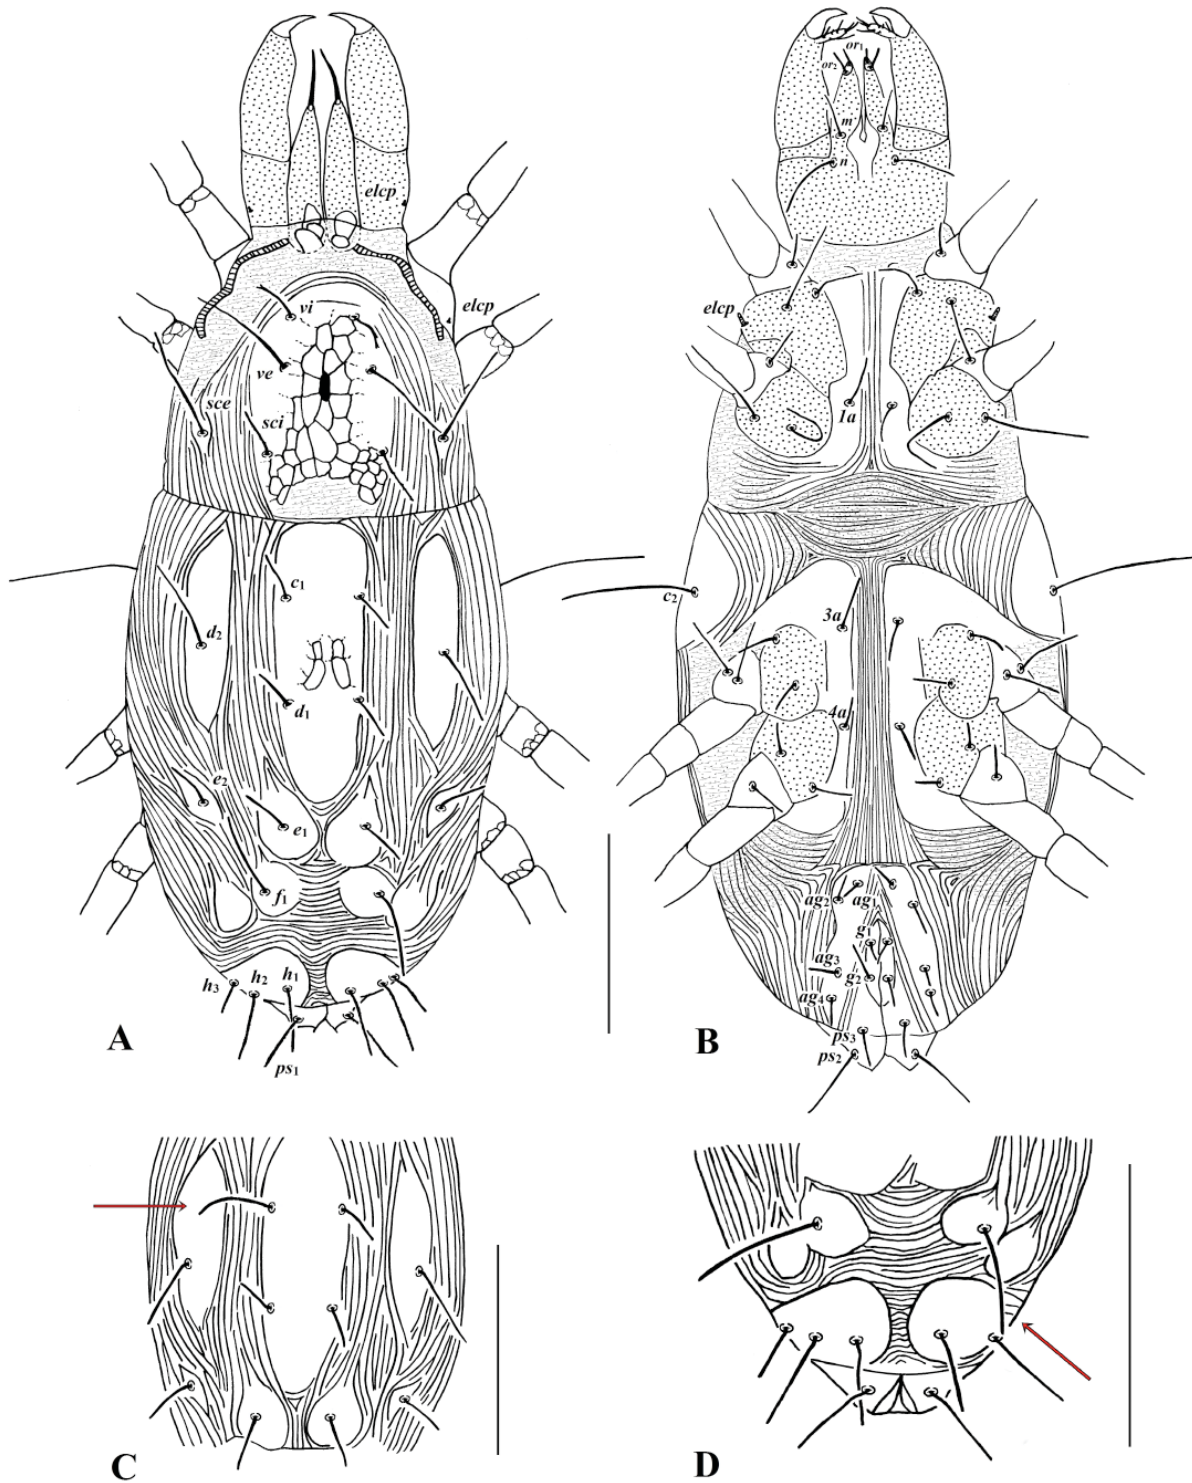 or₁
or₂
m
n
elcp
elcp
elcp
vi
ve
sce
sci
1a
c₁
c₂
d₂
3a
d₁
4a
e₂
e₁
f₁
ag₂ ag₁
g₁
ag₃
g₂
ag₄
h₃ h₂ h₁
ps₃
ps₂
ps₁
A
B
C
D